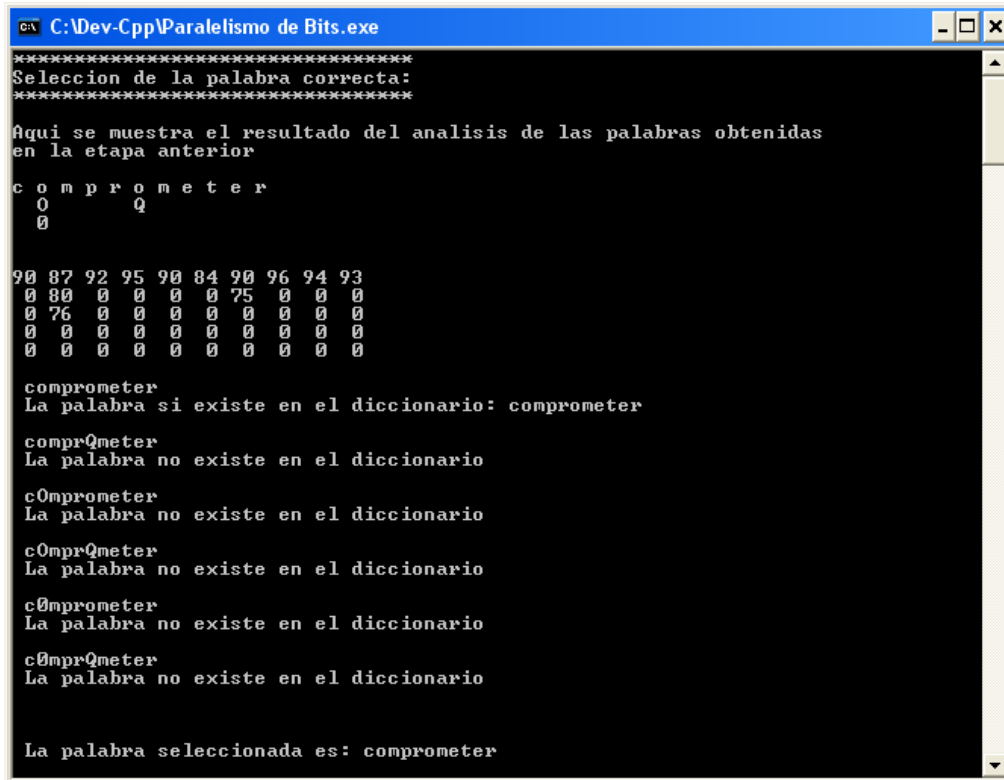 C:\Dev-Cpp\Paralelismo de Bits.exe
*********************************
Seleccion de la palabra correcta:
*********************************
Aqui se muestra el resultado del analisis de las palabras obtenidas
en la etapa anterior
c o m p r o m e t e r
O Q
0
90 87 92 95 90 84 90 96 94 93
0 80 0 0 0 0 75 0 0 0
0 76 0 0 0 0 0 0 0 0
0 0 0 0 0 0 0 0 0 0
0 0 0 0 0 0 0 0 0 0
comprometer
La palabra si existe en el diccionario: comprometer
comprQmeter
La palabra no existe en el diccionario
cOmprometer
La palabra no existe en el diccionario
cOmprQmeter
La palabra no existe en el diccionario
c0mprometer
La palabra no existe en el diccionario
c0mprQmeter
La palabra no existe en el diccionario
La palabra seleccionada es: comprometer